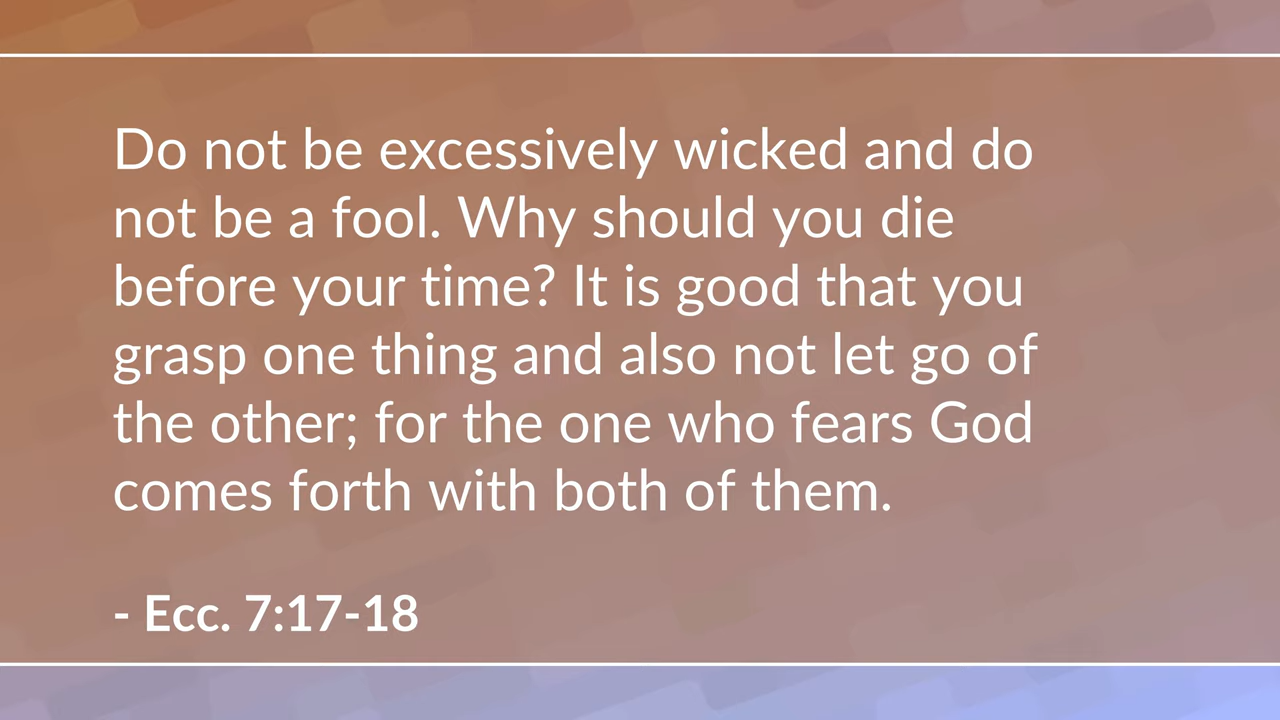 Do not be excessively wicked and do
not be a fool. Why should you die
before your time? It is good that you
grasp one thing and also not let go of
the other; for the one who fears God
comes forth with both of them.
- Ecc. 7:17-18